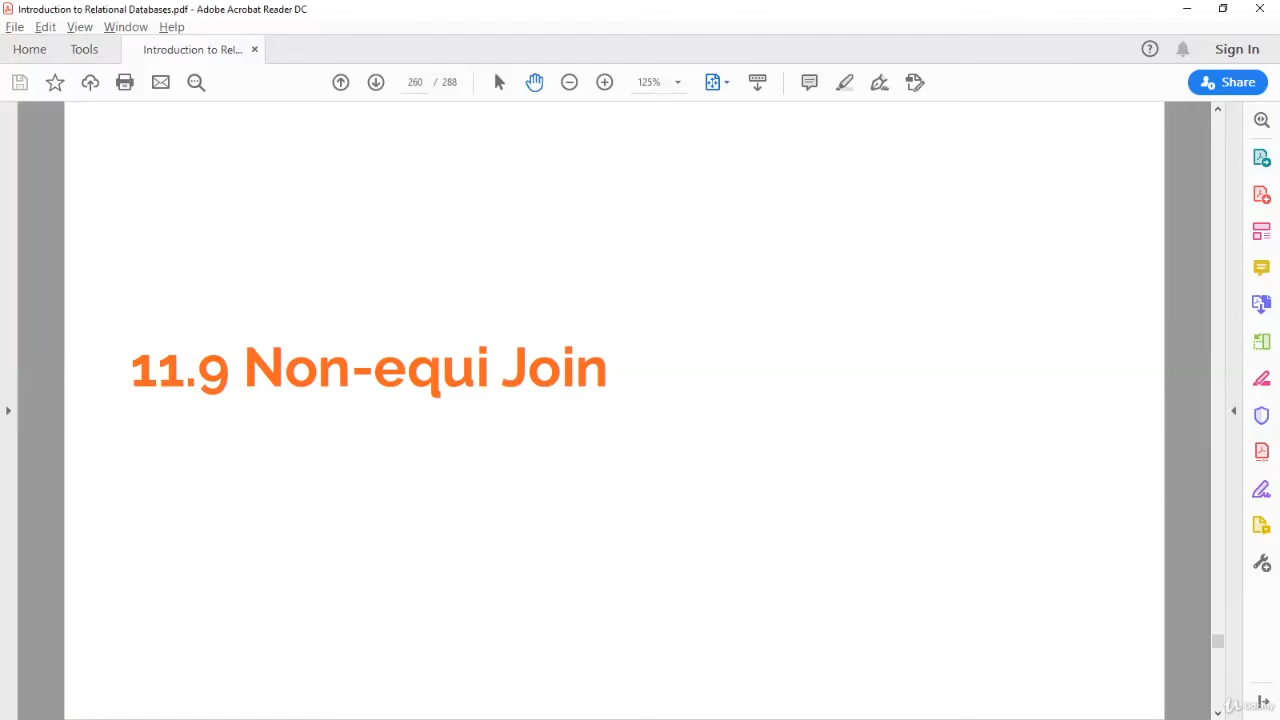 Introduction to Relational Databases.pdf - Adobe Acrobat Reader DC
File Edit View Window Help
Home Tools Introduction to Rel... × Sign In
260 / 288 125% Share
11.9 Non-equi Join
Udemy